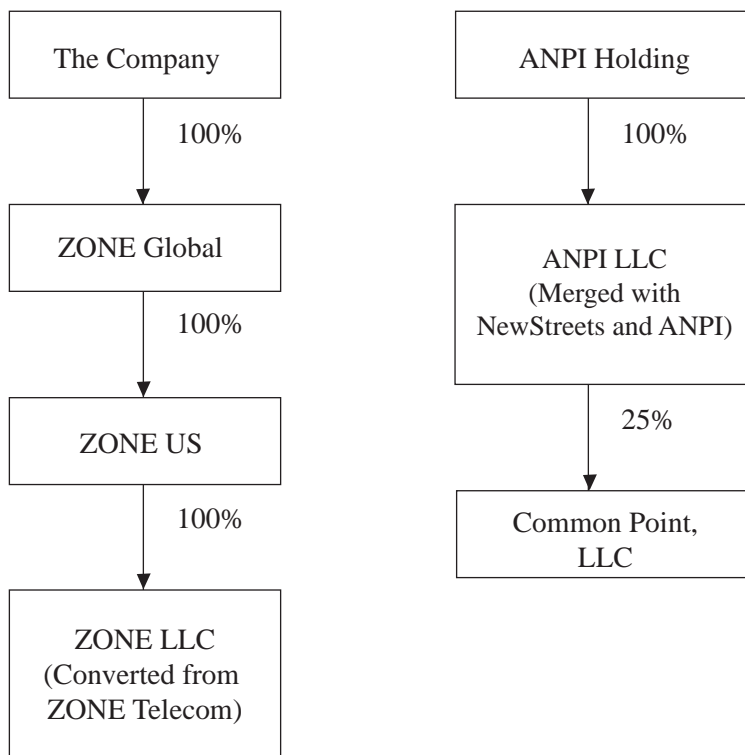 The Company
100%
ZONE Global
100%
ZONE US
100%
ZONE LLC
(Converted from
ZONE Telecom)
ANPI Holding
100%
ANPI LLC
(Merged with
NewStreets and ANPI)
25%
Common Point,
LLC